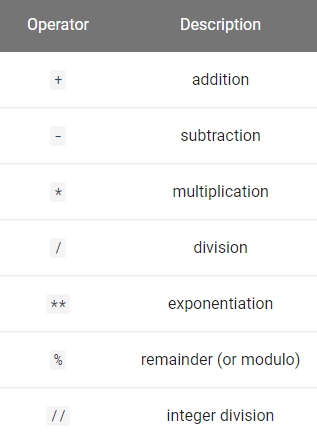 Operator Description
+ addition
- subtraction
* multiplication
/ division
** exponentiation
% remainder (or modulo)
// integer division